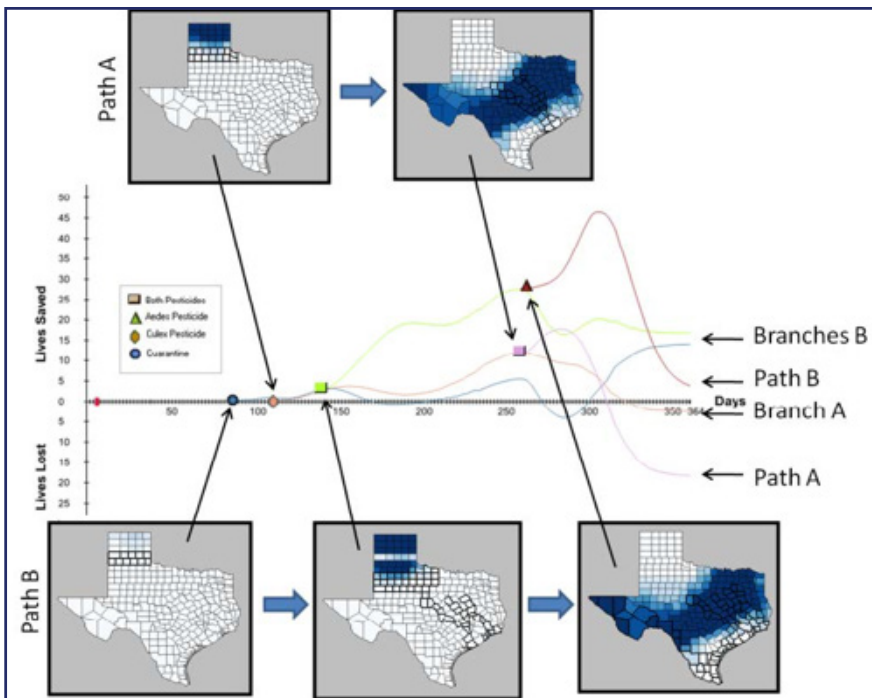 Path A
50
45
40
35
30
25
20
15
10
5
0
5
10
15
20
25
Lives Saved
Lives Lost
Both Pesticides
Aedes Pesticide
Culex Pesticide
Quarantine
50
100
150
200
250
300
350
364
Days
Branches B
Path B
Branch A
Path A
Path B